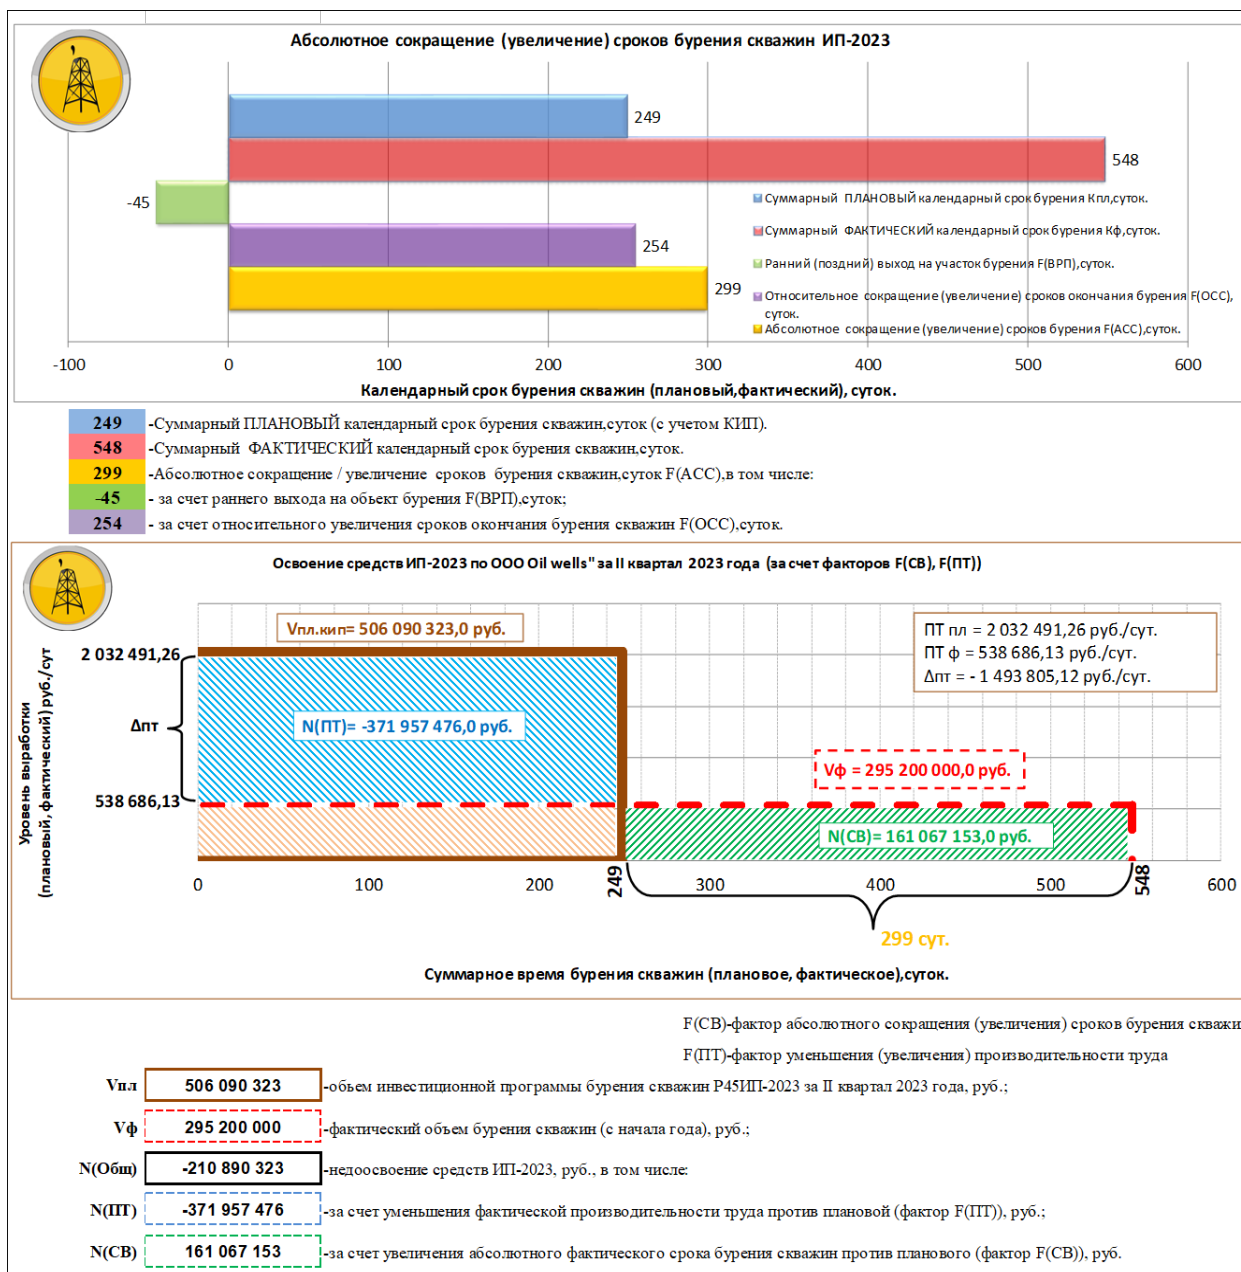 Абсолютное сокращение (увеличение) сроков бурения скважин ИП-2023
249
548
-45
254
299
Суммарный ПЛАНОВЫЙ календарный срок бурения Кпл,суток.
Суммарный ФАКТИЧЕСКИЙ календарный срок бурения Кф,суток.
Ранний (поздний) выход на участок бурения F(ВРП),суток.
Относительное сокращение (увеличение) сроков окончания бурения F(ОСС),
суток.
Абсолютное сокращение (увеличение) сроков бурения F(АСС),суток.
-100 0 100 200 300 400 500 600
Календарный срок бурения скважин (плановый,фактический), суток.
249 -Суммарный ПЛАНОВЫЙ календарный срок бурения скважин,суток (с учетом КИП).
548 -Суммарный ФАКТИЧЕСКИЙ календарный срок бурения скважин,суток.
299 -Абсолютное сокращение / увеличение сроков бурения скважин,суток F(АСС),в том числе:
-45 - за счет раннего выхода на обьект бурения F(ВРП),суток;
254 - за счет относительного увеличения сроков окончания бурения скважин F(ОСС),суток.
Освоение средств ИП-2023 по ООО Oil wells" за II квартал 2023 года (за счет факторов F(СВ), F(ПТ))
Vпл.кип= 506 090 323,0 руб.
ПТ пл = 2 032 491,26 руб./сут.
ПТ ф = 538 686,13 руб./сут.
Δпт = - 1 493 805,12 руб./сут.
2 032 491,26
Δпт
N(ПТ)= -371 957 476,0 руб.
Vф = 295 200 000,0 руб.
538 686,13
N(СВ)= 161 067 153,0 руб.
Уровень выработки
(плановый, фактический) руб./сут
0 100 200 249 300 400 500 548 600
299 сут.
Суммарное время бурения скважин (плановое, фактическое),суток.
F(СВ)-фактор абсолютного сокращения (увеличения) сроков бурения скважи
F(ПТ)-фактор уменьшения (увеличения) производительности труда
Vпл 506 090 323 -обьем инвестиционной программы бурения скважин Р45ИП-2023 за II квартал 2023 года, руб.;
Vф 295 200 000 -фактический обьем бурения скважин (с начала года), руб.;
N(Общ) -210 890 323 -недоосвоение средств ИП-2023, руб., в том числе:
N(ПТ) -371 957 476 -за счет уменьшения фактической производительности труда против плановой (фактор F(ПТ)), руб.;
N(СВ) 161 067 153 -за счет увеличения абсолютного фактического срока бурения скважин против планового (фактор F(СВ)), руб.